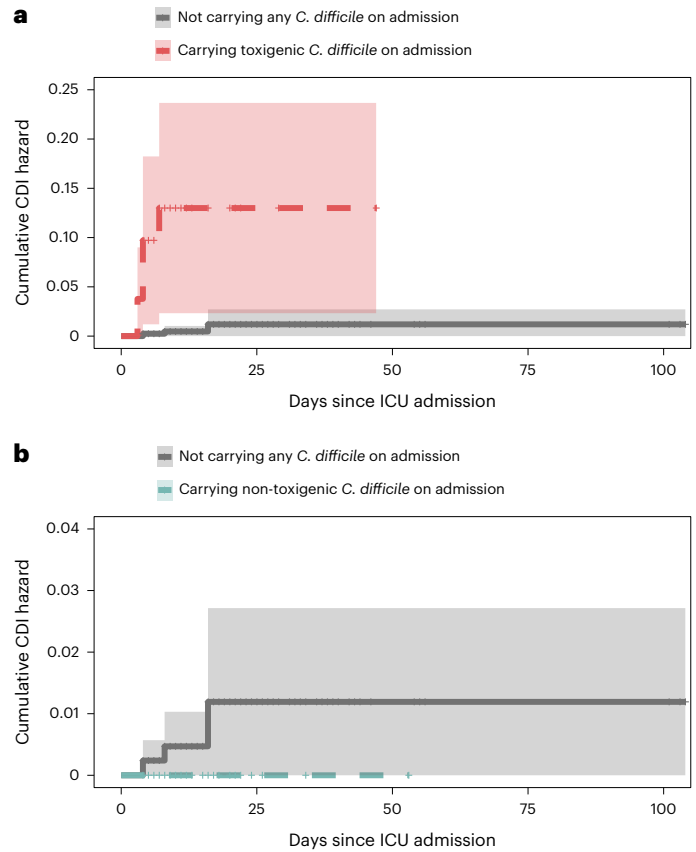 a
Not carrying any C. difficile on admission
Carrying toxigenic C. difficile on admission
0.25
0.20
0.15
0.10
0.05
0
Cumulative CDI hazard
0 25 50 75 100
Days since ICU admission
b
Not carrying any C. difficile on admission
Carrying non-toxigenic C. difficile on admission
0.04
0.03
0.02
0.01
0
Cumulative CDI hazard
0 25 50 75 100
Days since ICU admission